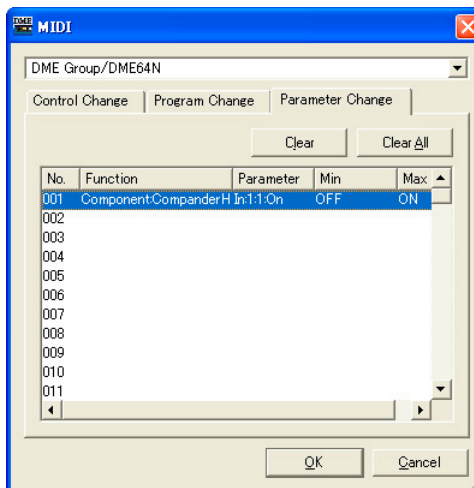 DME MIDI
DME Group/DME64N
Control Change Program Change Parameter Change
Clear Clear All
No. Function Parameter Min Max
001 Component:CompanderH In:1:1:On OFF ON
002
003
004
005
006
007
008
009
010
011
OK Cancel